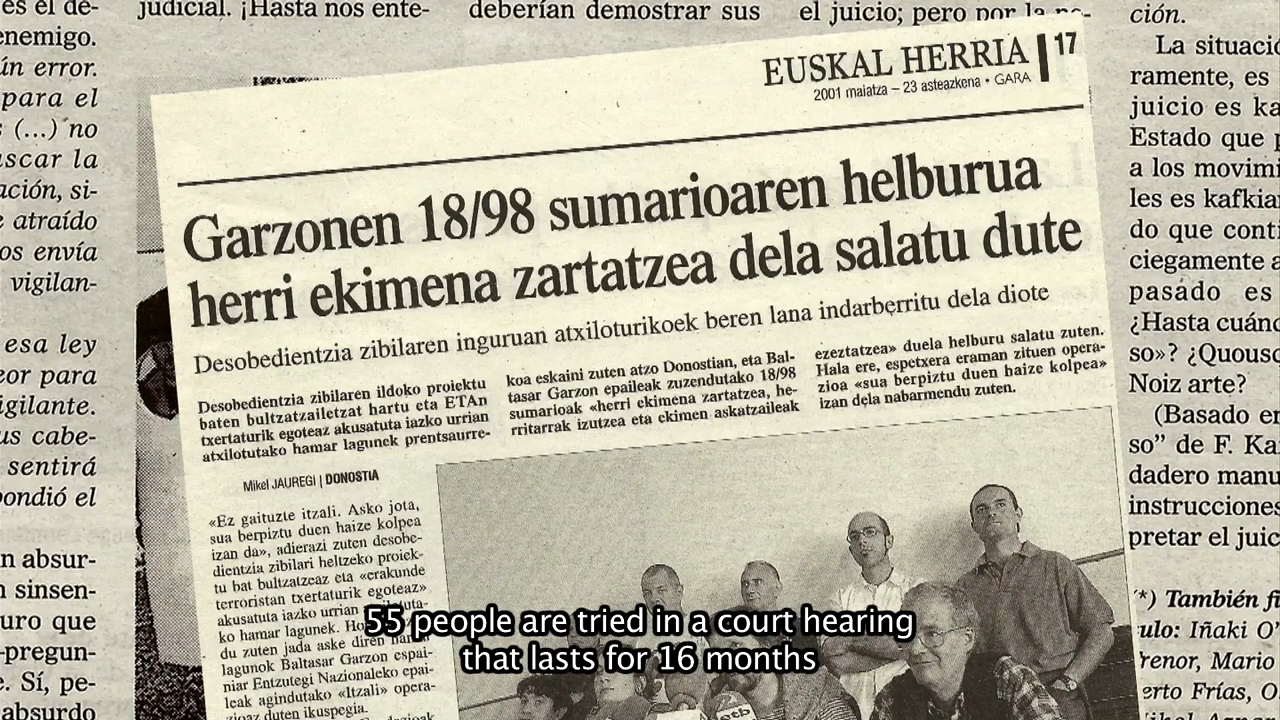 judicial. ¡Hasta nos ente-
deberían demostrar sus
el juicio; pero por la
es el de-
enemigo.
ún error.
para el
(...) no
scar la
ación, si-
atraído
os envía
vigilan-
esa ley
eor para
igilante.
us cabe-
sentirá
pondió el
n absur-
sinsen-
uro que
-pregun-
e. Sí, pe-
absurdo
EUSKAL HERRIA | 17
2001 maiatza – 23 asteazkena • GARA
Garzonen 18/98 sumarioaren helburua
herri ekimena zartatzea dela salatu dute
Desobedientzia zibilaren inguruan atxiloturikoek beren lana indarberritu dela diote
Desobedientzia zibilaren ildoko proiektu
baten bultzatzailetzat hartu eta ETAn
txertaturik egoteaz akusatuta iazko urrian
atxilotutako hamar lagunek prentsaurre-
koa eskaini zuten atzo Donostian, eta Bal-
tasar Garzon epaileak zuzendutako 18/98
sumarioak «herri ekimena zartatzea, he-
rritarrak izutzea eta ekimen askatzaileak
ezeztatzea» duela helburu salatu zuten.
Hala ere, espetxera eraman zituen opera-
zioa «sua berpiztu duen haize kolpea»
izan dela nabarmendu zuten.
Mikel JAUREGI | DONOSTIA
«Ez gaituzte itzali. Asko jota,
sua berpiztu duen haize kolpea
izan da», adierazi zuten desobe-
dientzia zibilari heltzeko proiek-
tu bat bultzatzeaz eta «erakunde
terroristan txertaturik egoteaz»
akusatuta iazko urrian
ko hamar lagunek.
du zuten jada aske diren
lagunok Baltasar Garzon espai-
niar Entzutegi Nazionaleko epai-
leak agindutako «Itzali» opera-
zioaz duten ikuspegia.
ción.
La situació
ramente, es
juicio es ka
Estado que p
a los movimi
les es kafkian
do que conti
ciegamente a
pasado es
¿Hasta cuánd
so»? ¿Quousq
Noiz arte?
(Basado en
so” de F. Ka
dadero manu
instrucciones
pretar el juic
*) También fi
ulo: Iñaki O’
renor, Mario
erto Frías, O
etb
55 people are tried in a court hearing
that lasts for 16 months